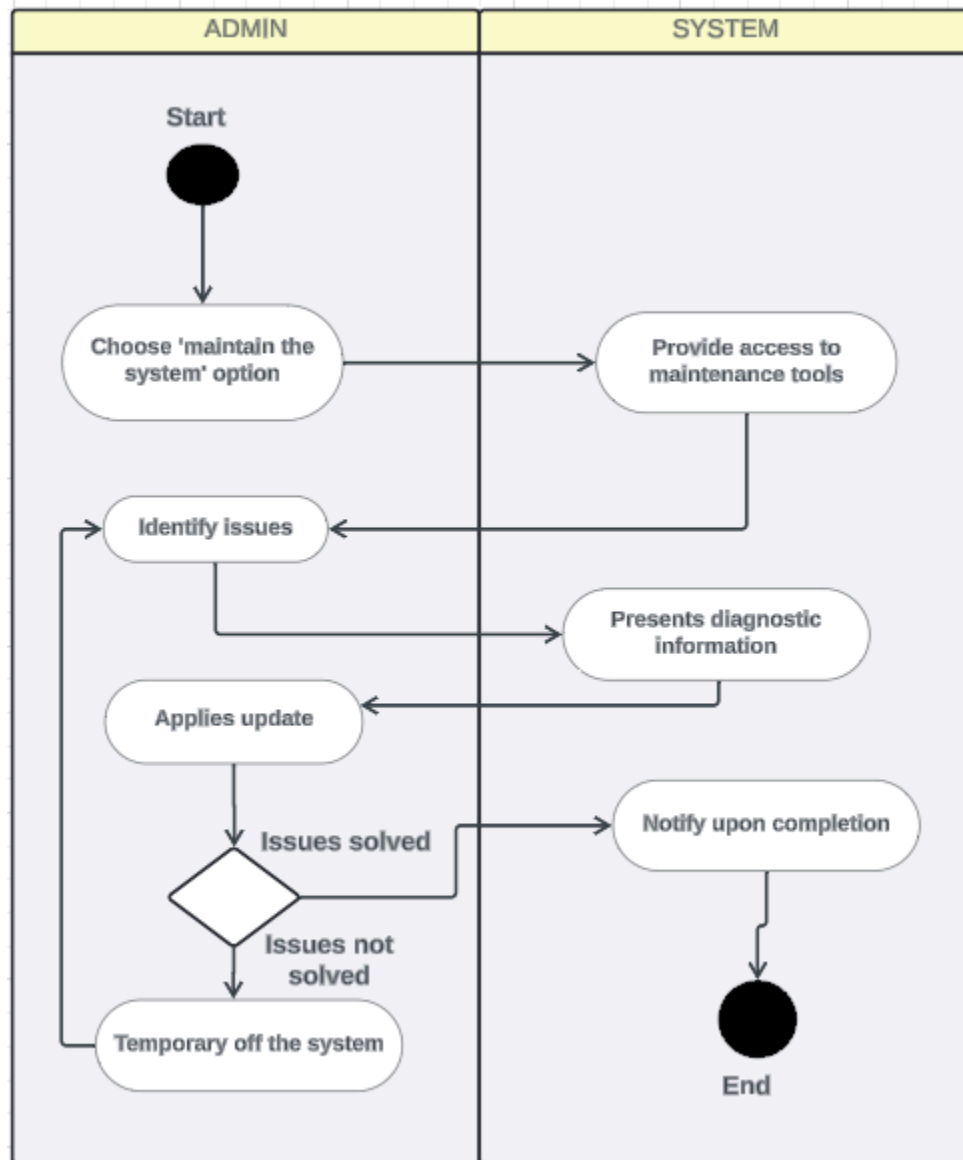 ADMIN
SYSTEM
Start
Choose 'maintain the
system' option
Provide access to
maintenance tools
Identify issues
Presents diagnostic
information
Applies update
Issues solved
Notify upon completion
Issues not
solved
Temporary off the system
End